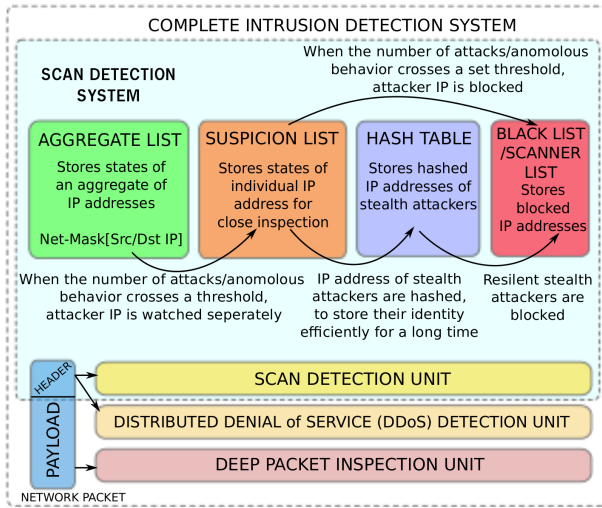 COMPLETE INTRUSION DETECTION SYSTEM
When the number of attacks/anomolous
behavior crosses a set threshold,
attacker IP is blocked
SCAN DETECTION
SYSTEM
AGGREGATE LIST
Stores states of
an aggregate of
IP addresses
Net-Mask[Src/Dst IP]
SUSPICION LIST
Stores states of
individual IP
address for
close inspection
HASH TABLE
Stores hashed
IP addresses of
stealth attackers
BLACK LIST
/SCANNER
LIST
Stores
blocked
IP addresses
When the number of attacks/anomolous
behavior crosses a threshold,
attacker IP is watched seperately
IP address of stealth
attackers are hashed,
to store their identity
efficiently for a long time
Resilent stealth
attackers are
blocked
HEADER
PAYLOAD
SCAN DETECTION UNIT
DISTRIBUTED DENIAL of SERVICE (DDoS) DETECTION UNIT
DEEP PACKET INSPECTION UNIT
NETWORK PACKET